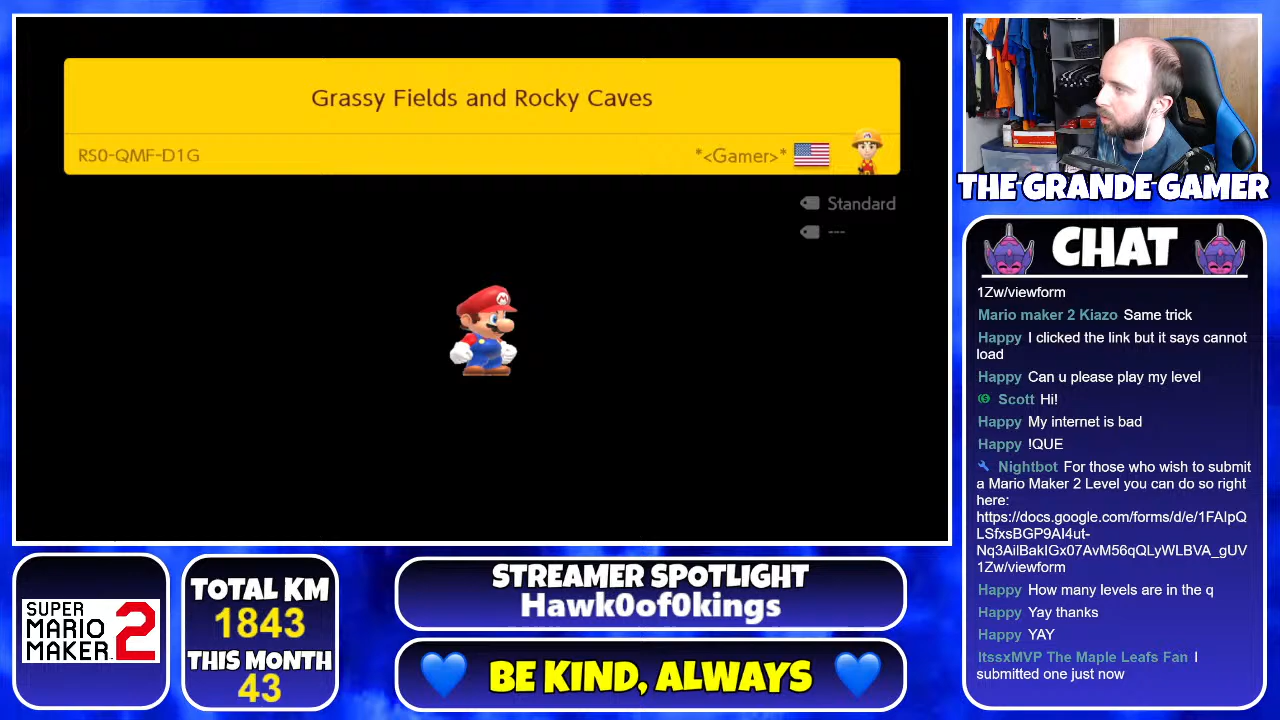 Grassy Fields and Rocky Caves
RS0-QMF-D1G
*<Gamer>*
Standard
---
THE GRANDE GAMER
CHAT
1Zw/viewform
Mario maker 2 Kiazo Same trick
Happy I clicked the link but it says cannot
load
Happy Can u please play my level
Scott Hi!
Happy My internet is bad
Happy !QUE
Nightbot For those who wish to submit
a Mario Maker 2 Level you can do so right
here:
https://docs.google.com/forms/d/e/1FAIpQ
LSfxsBGP9AI4ut-
Nq3AilBakIGx07AvM56qQLyWLBVA_gUV
1Zw/viewform
Happy How many levels are in the q
Happy Yay thanks
Happy YAY
ItssxMVP The Maple Leafs Fan I
submitted one just now
SUPER
MARIO
MAKER 2
TOTAL KM
1843
THIS MONTH
43
STREAMER SPOTLIGHT
Hawk0of0kings
BE KIND, ALWAYS